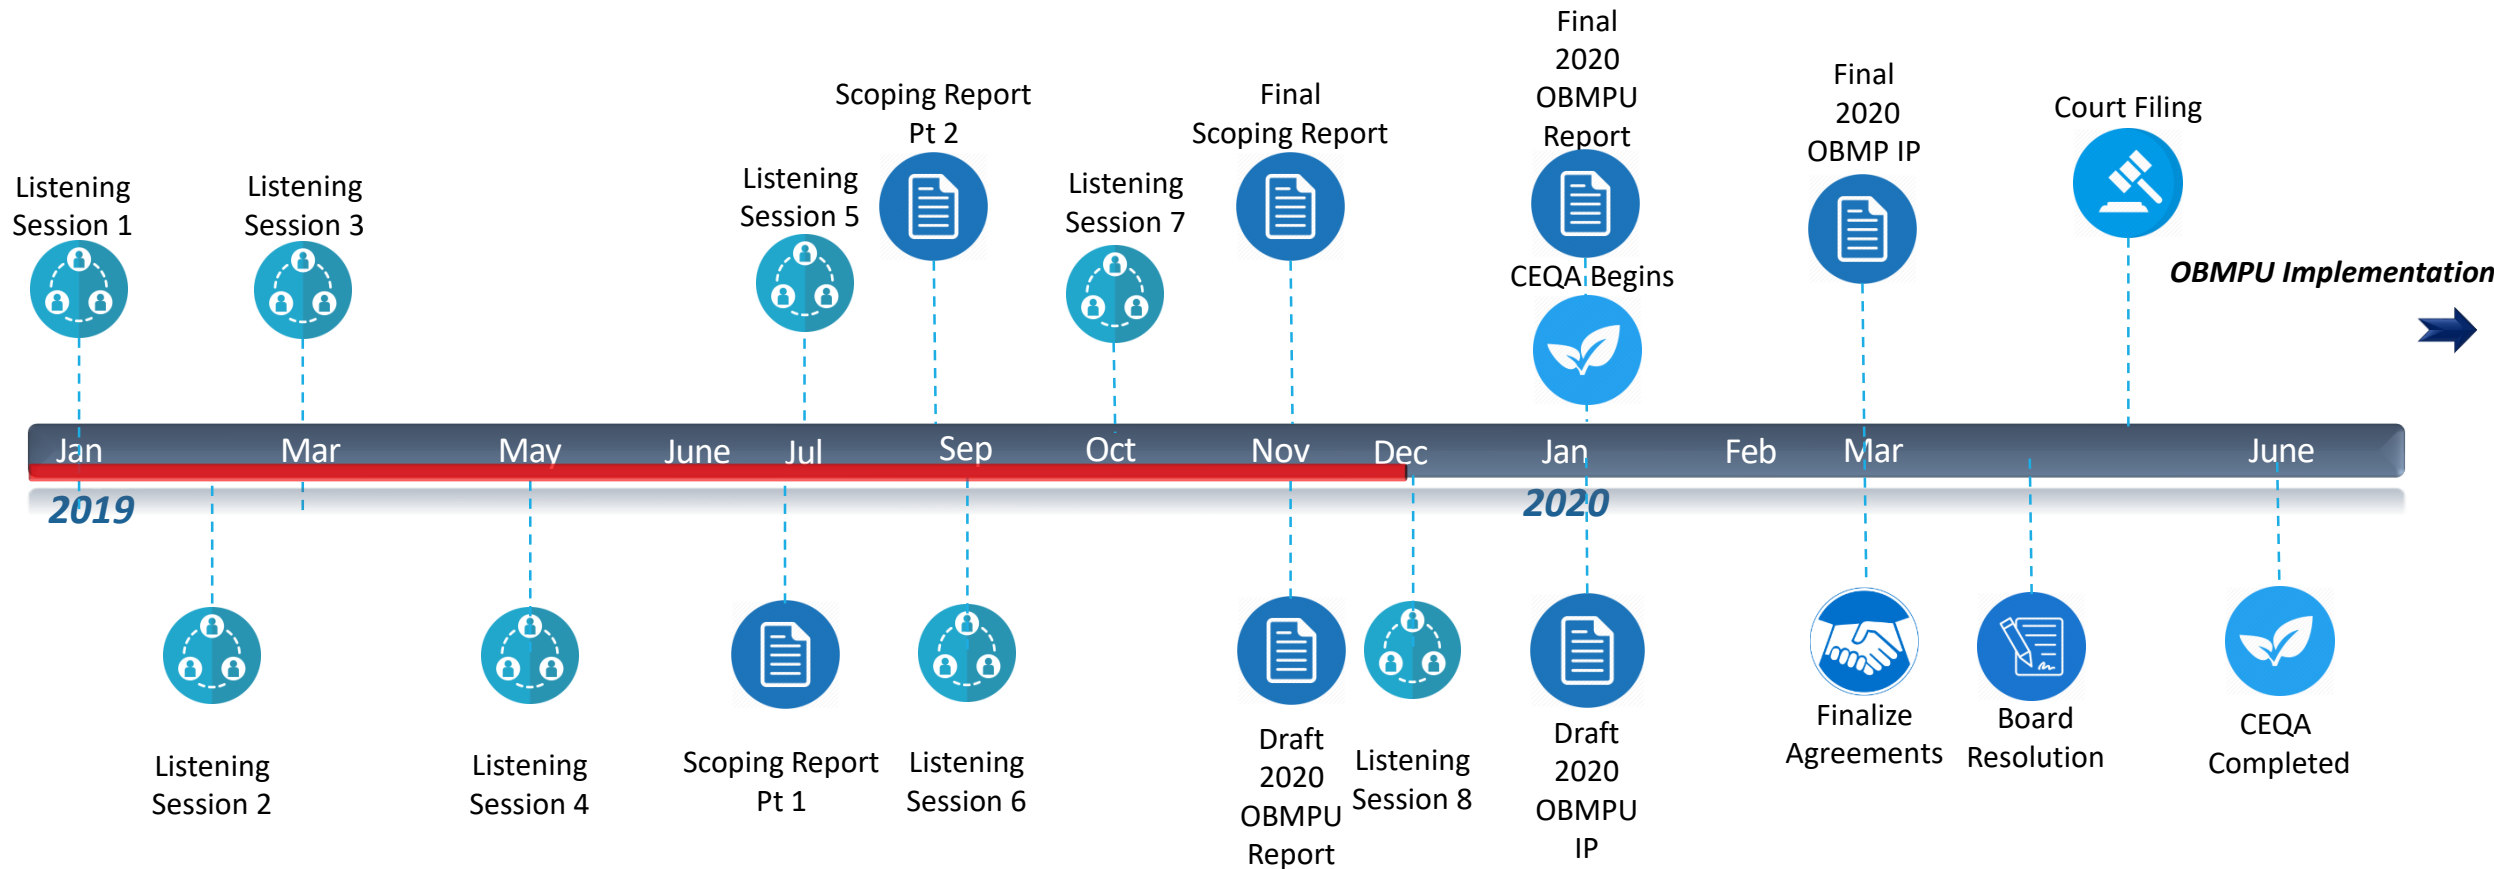 Listening
Session 1
Listening
Session 3
Listening
Session 5
Scoping Report
Pt 2
Listening
Session 7
Final
Scoping Report
Final
2020
OBMPU
Report
CEQA Begins
Final
2020
OBMP IP
Court Filing
OBMPU Implementation
Jan
Mar
May
June
Jul
Sep
Oct
Nov
Dec
Jan
Feb
Mar
June
2019
2020
Listening
Session 2
Listening
Session 4
Scoping Report
Pt 1
Listening
Session 6
Draft
2020
OBMPU
Report
Listening
Session 8
Draft
2020
OBMPU
IP
Finalize
Agreements
Board
Resolution
CEQA
Completed